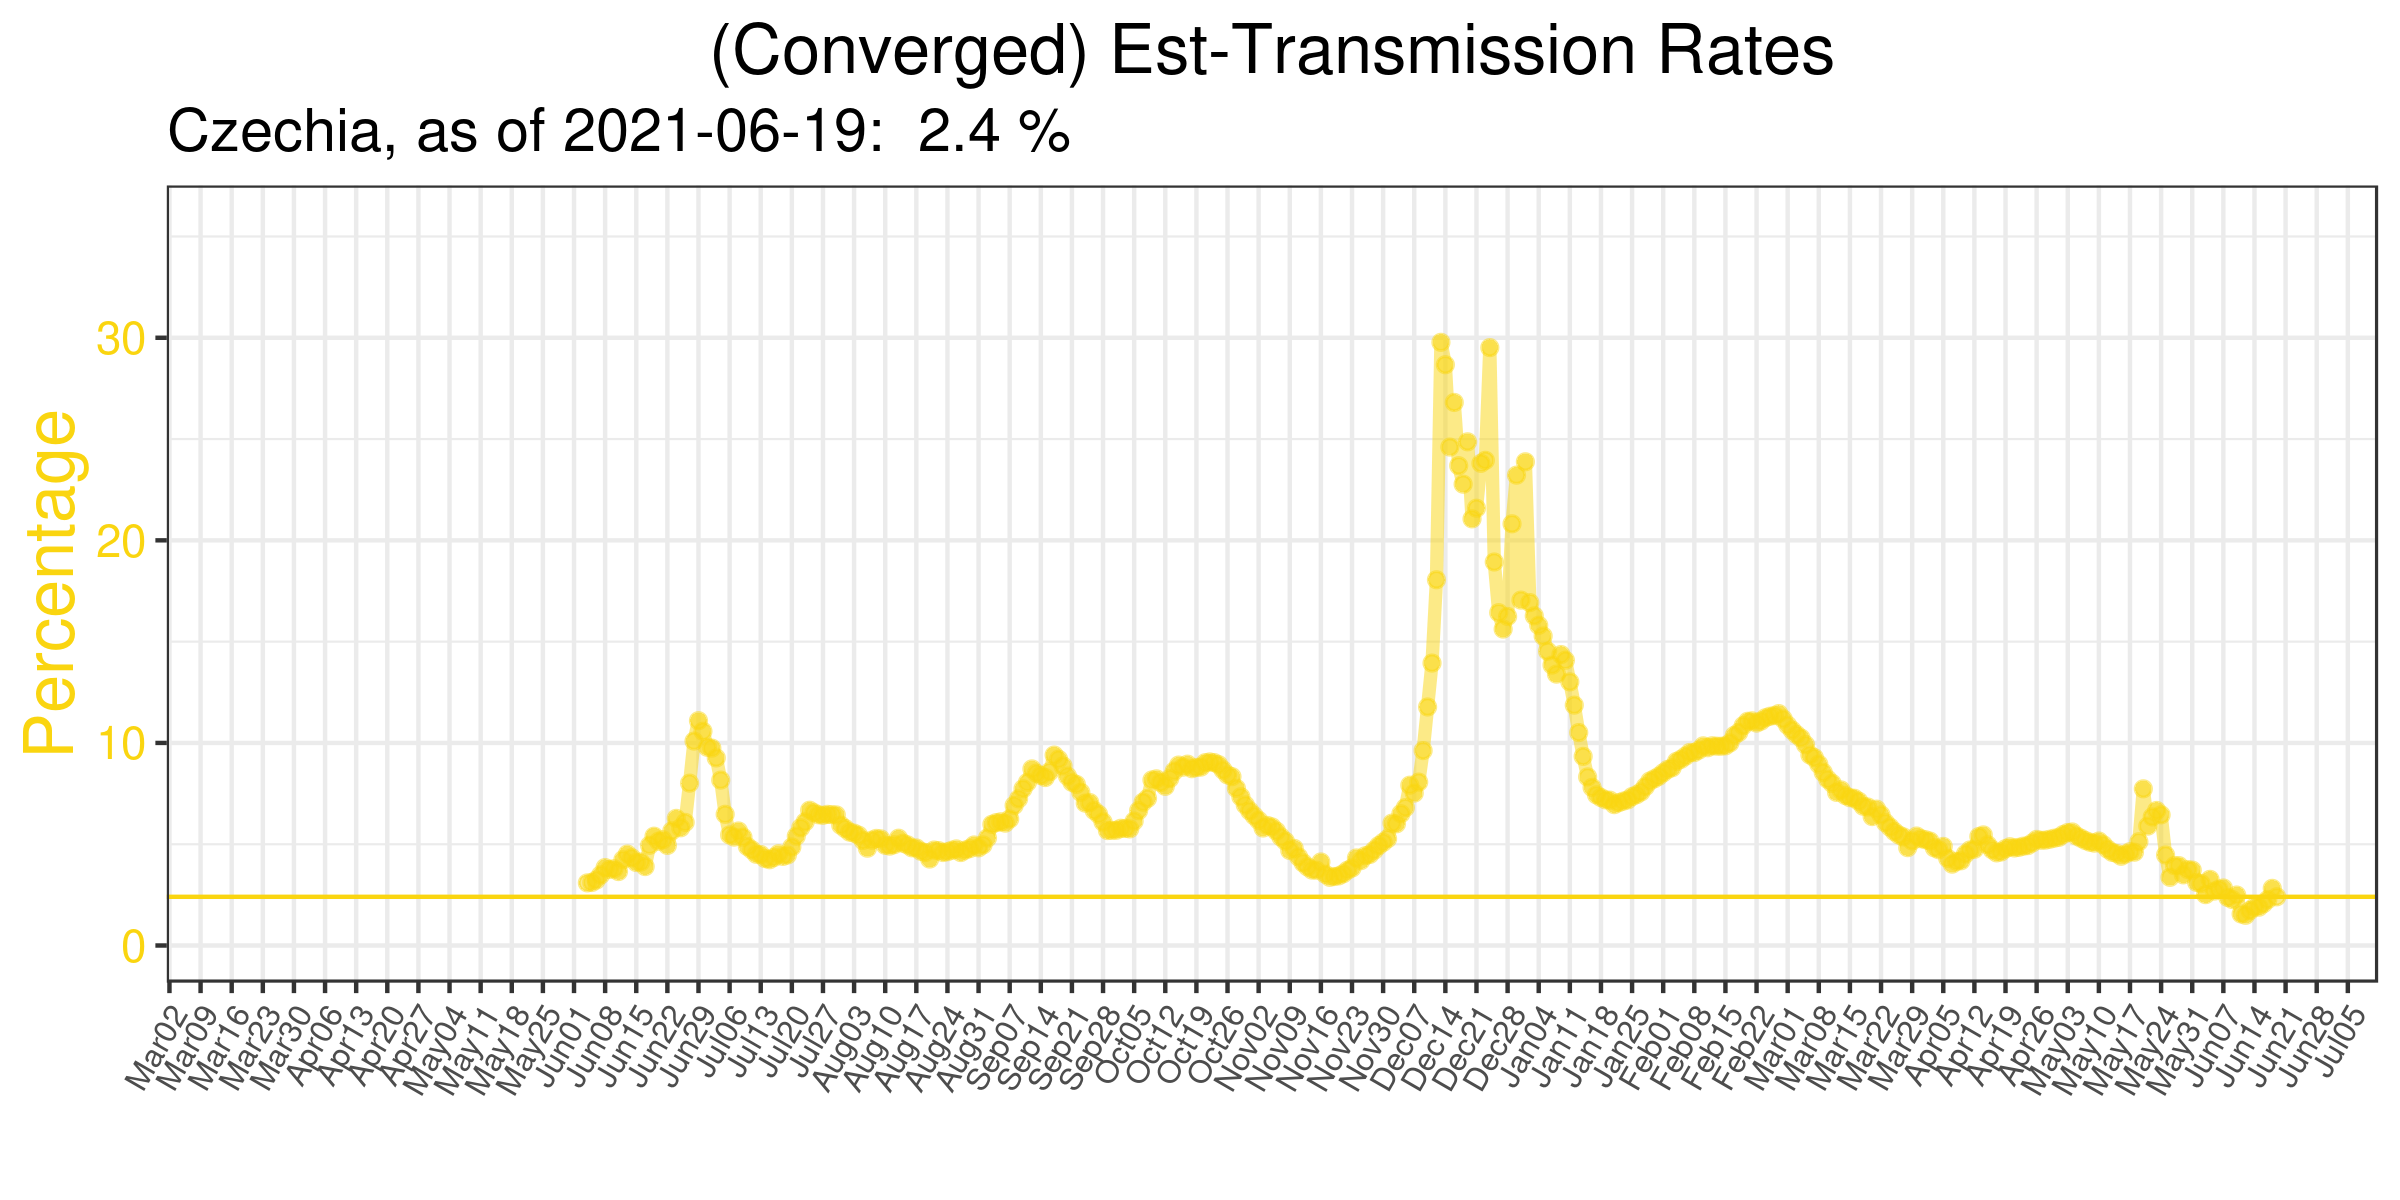 (Converged) Est-Transmission Rates
Czechia, as of 2021-06-19:  2.4 %
Percentage
30
20
10
0
Mar02
Mar09
Mar16
Mar23
Mar30
Apr06
Apr13
Apr20
Apr27
May04
May11
May18
May25
Jun01
Jun08
Jun15
Jun22
Jun29
Jul06
Jul13
Jul20
Jul27
Aug03
Aug10
Aug17
Aug24
Aug31
Sep07
Sep14
Sep21
Sep28
Oct05
Oct12
Oct19
Oct26
Nov02
Nov09
Nov16
Nov23
Nov30
Dec07
Dec14
Dec21
Dec28
Jan04
Jan11
Jan18
Jan25
Feb01
Feb08
Feb15
Feb22
Mar01
Mar08
Mar15
Mar22
Mar29
Apr05
Apr12
Apr19
Apr26
May03
May10
May17
May24
May31
Jun07
Jun14
Jun21
Jun28
Jul05